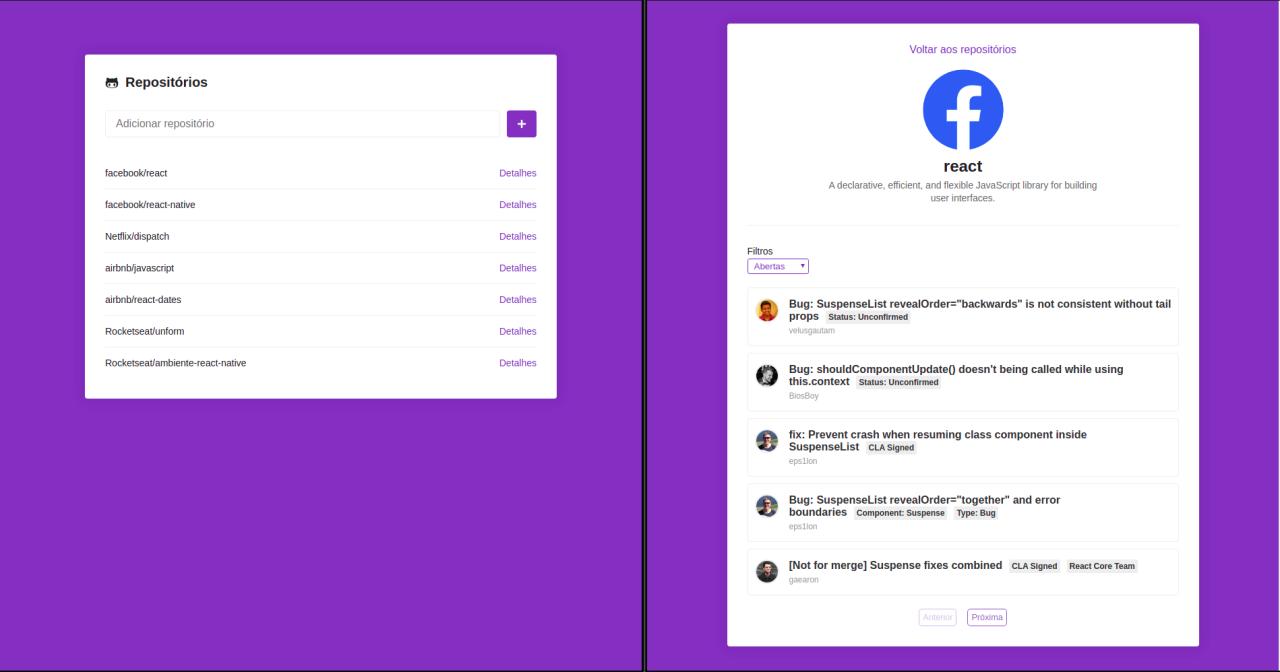 Repositórios
Adicionar repositório
+
facebook/react Detalhes
facebook/react-native Detalhes
Netflix/dispatch Detalhes
airbnb/javascript Detalhes
airbnb/react-dates Detalhes
Rocketseat/unform Detalhes
Rocketseat/ambiente-react-native Detalhes
Voltar aos repositórios
react
A declarative, efficient, and flexible JavaScript library for building
user interfaces.
Filtros
Abertas
Bug: SuspenseList revealOrder="backwards" is not consistent without tail
props Status: Unconfirmed
velusgautam
Bug: shouldComponentUpdate() doesn't being called while using
this.context Status: Unconfirmed
BiosBoy
fix: Prevent crash when resuming class component inside
SuspenseList CLA Signed
eps1lon
Bug: SuspenseList revealOrder="together" and error
boundaries Component: Suspense Type: Bug
eps1lon
[Not for merge] Suspense fixes combined CLA Signed React Core Team
gaearon
Anterior Próxima